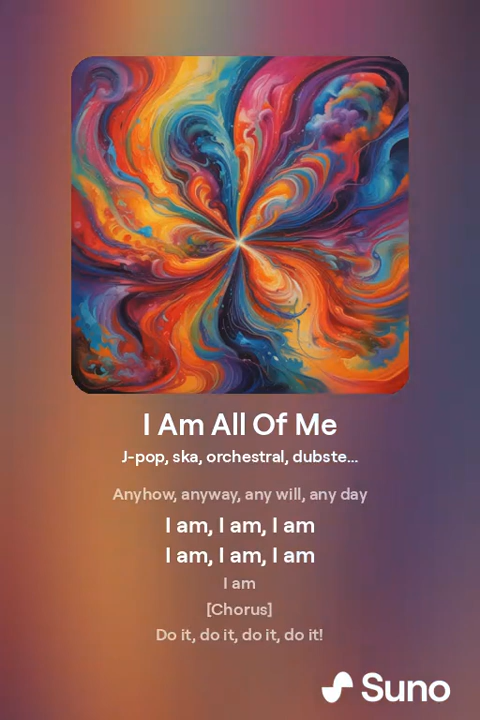 I Am All Of Me
J-pop, ska, orchestral, dubste...
Anyhow, anyway, any will, any day
I am, I am, I am
I am, I am, I am
I am
[Chorus]
Do it, do it, do it, do it!
Suno